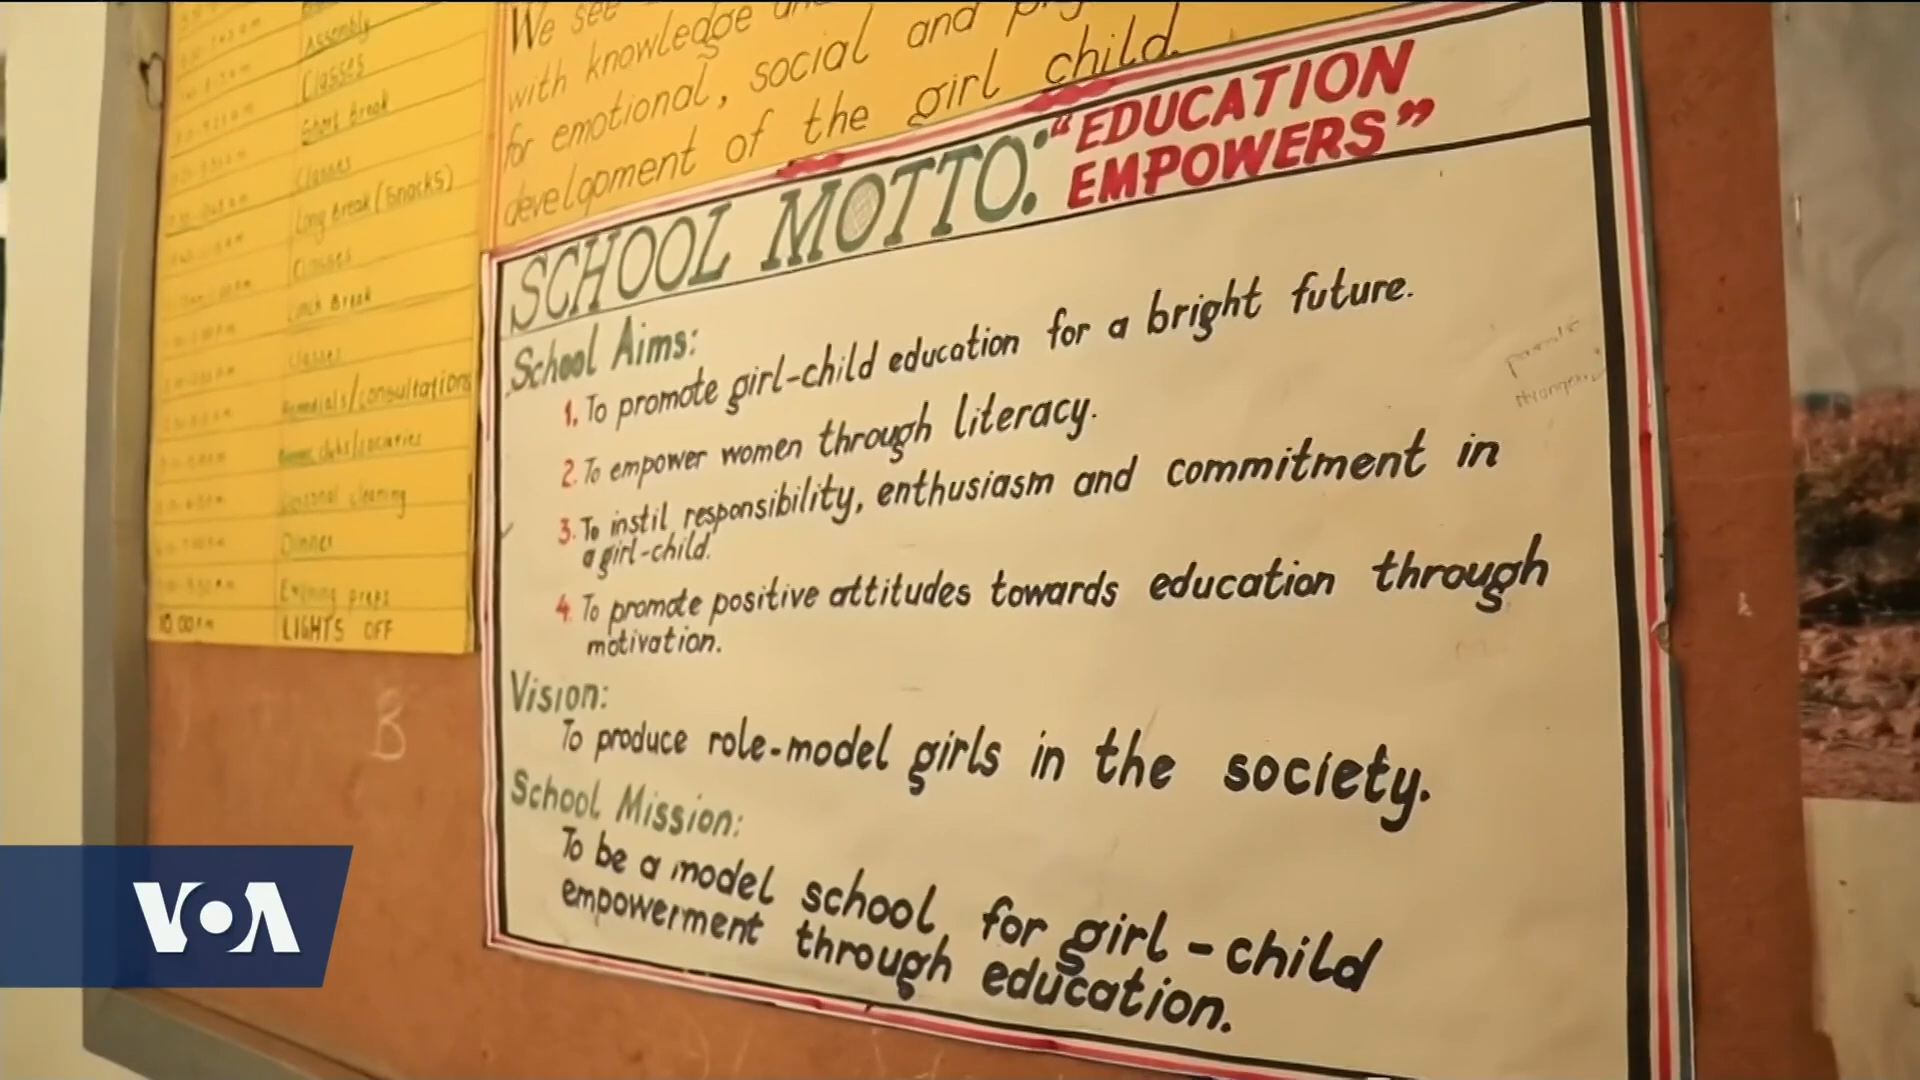 Assembly
Classes
Short Break
Classes
Long Break (Snacks)
Classes
Lunch Break
Classes
Remedials/consultations
clubs/societies
Personal cleaning
Dinner
Evening preps
10.00pm LIGHTS OFF
We see
with knowledge
for emotional, social and
development of the girl child.
SCHOOL MOTTO: "EDUCATION
EMPOWERS"
School Aims:
1. To promote girl-child education for a bright future.
2. To empower women through literacy.
3. To instil responsibility, enthusiasm and commitment in
a girl-child.
4. To promote positive attitudes towards education through
motivation.
Vision:
To produce role-model girls in the society.
School Mission:
To be a model school for girl-child
empowerment through education.
B
VOA